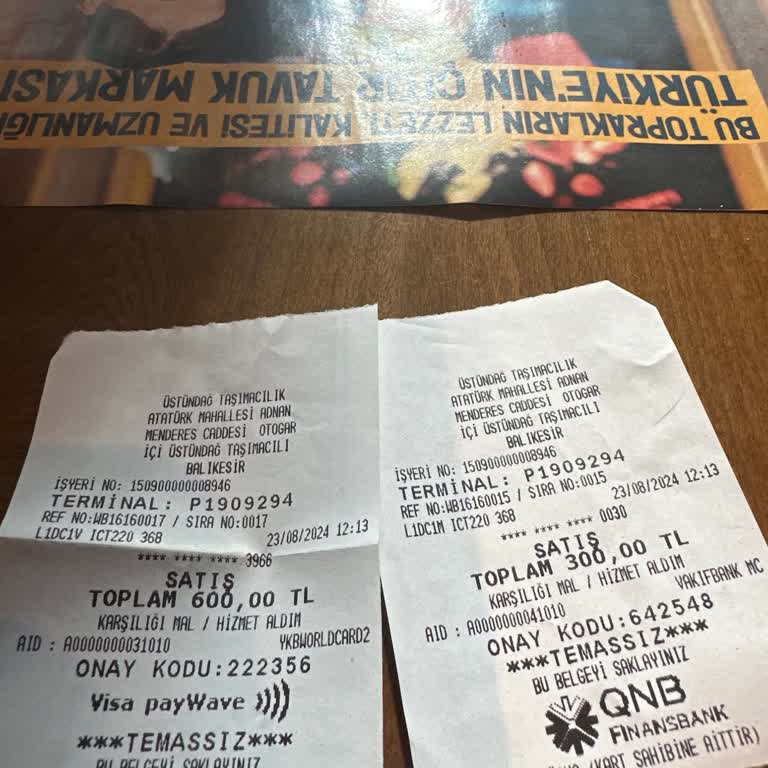 BU TOPRAKLARIN LEZZETİ, KALİTESİ VE UZMANLIĞI
TÜRKİYE'NİN TAVUK MARKASI
ÜSTÜNDAĞ TAŞIMACILIK
ATATÜRK MAHALLESİ ADNAN
MENDERES CADDESİ OTOGAR
İÇİ ÜSTÜNDAĞ TAŞIMACILI
BALIKESİR
İŞYERİ NO: 150900000008946
TERMİNAL: P1909294
REF NO:WB16160017 / SIRA NO:0017
L1DC1V ICT220 368 23/08/2024 12:13
**** **** **** 3966
SATIŞ
TOPLAM 600,00 TL
KARŞILIĞI MAL / HİZMET ALDIM
AID : A0000000031010 YKBWORLDCARD2
ONAY KODU:222356
Visa payWave
***TEMASSIZ***
BU BELGEYİ SAKLAYINIZ
ÜSTÜNDAĞ TAŞIMACILIK
ATATÜRK MAHALLESİ ADNAN
MENDERES CADDESİ OTOGAR
İÇİ ÜSTÜNDAĞ TAŞIMACILI
BALIKESİR
İŞYERİ NO: 150900000008946
TERMİNAL: P1909294
REF NO:WB16160015 / SIRA NO:0015
L1DC1M ICT220 368 23/08/2024 12:13
**** **** **** 0030
SATIŞ
TOPLAM 300,00 TL
KARŞILIĞI MAL / HİZMET ALDIM
AID : A0000000041010 VAKIFBANK MC
ONAY KODU:642548
***TEMASSIZ***
BU BELGEYİ SAKLAYINIZ
QNB
FINANSBANK
(KART SAHİBİNE AİTTİR)